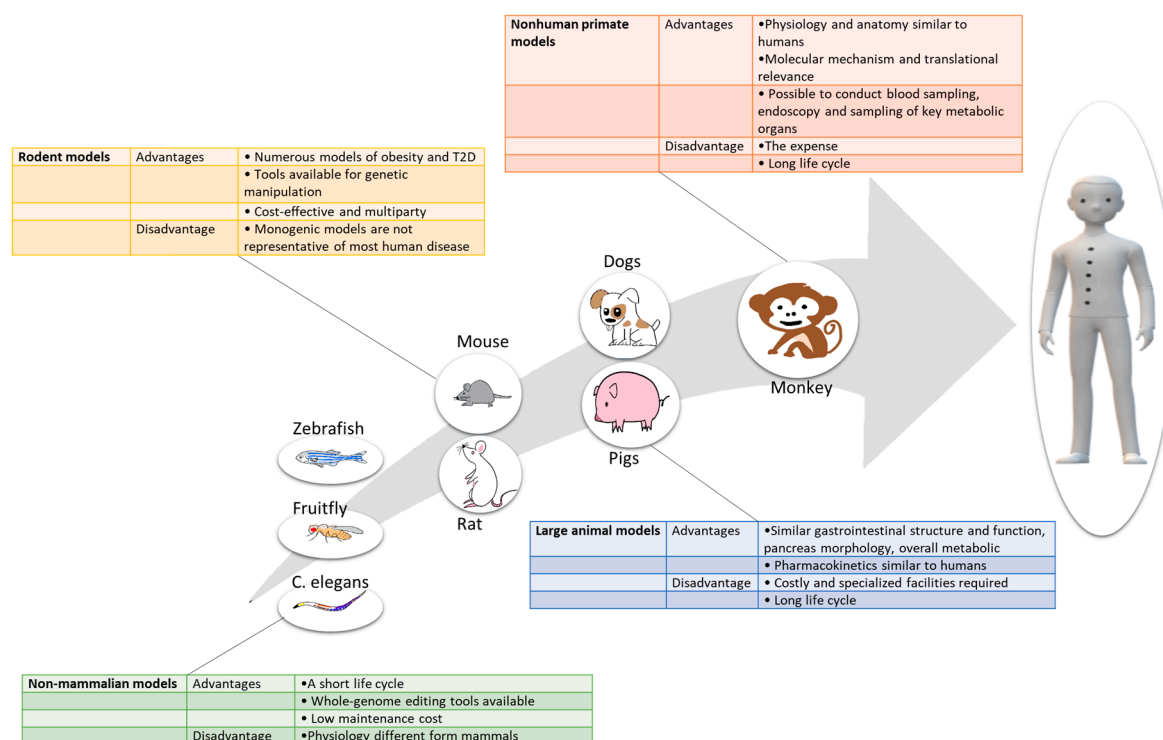 Nonhuman primate models
Advantages
•Physiology and anatomy similar to
humans
•Molecular mechanism and translational
relevance
• Possible to conduct blood sampling,
endoscopy and sampling of key metabolic
organs
Disadvantage
•The expense
• Long life cycle
Rodent models
Advantages
• Numerous models of obesity and T2D
• Tools available for genetic
manipulation
• Cost-effective and multiparty
Disadvantage
• Monogenic models are not
representative of most human disease
Dogs
Mouse
Monkey
Zebrafish
Pigs
Fruitfly
Rat
C. elegans
Large animal models
Advantages
•Similar gastrointestinal structure and function,
pancreas morphology, overall metabolic
• Pharmacokinetics similar to humans
Disadvantage
• Costly and specialized facilities required
• Long life cycle
Non-mammalian models
Advantages
•A short life cycle
• Whole-genome editing tools available
• Low maintenance cost
Disadvantage
•Physiology different form mammals